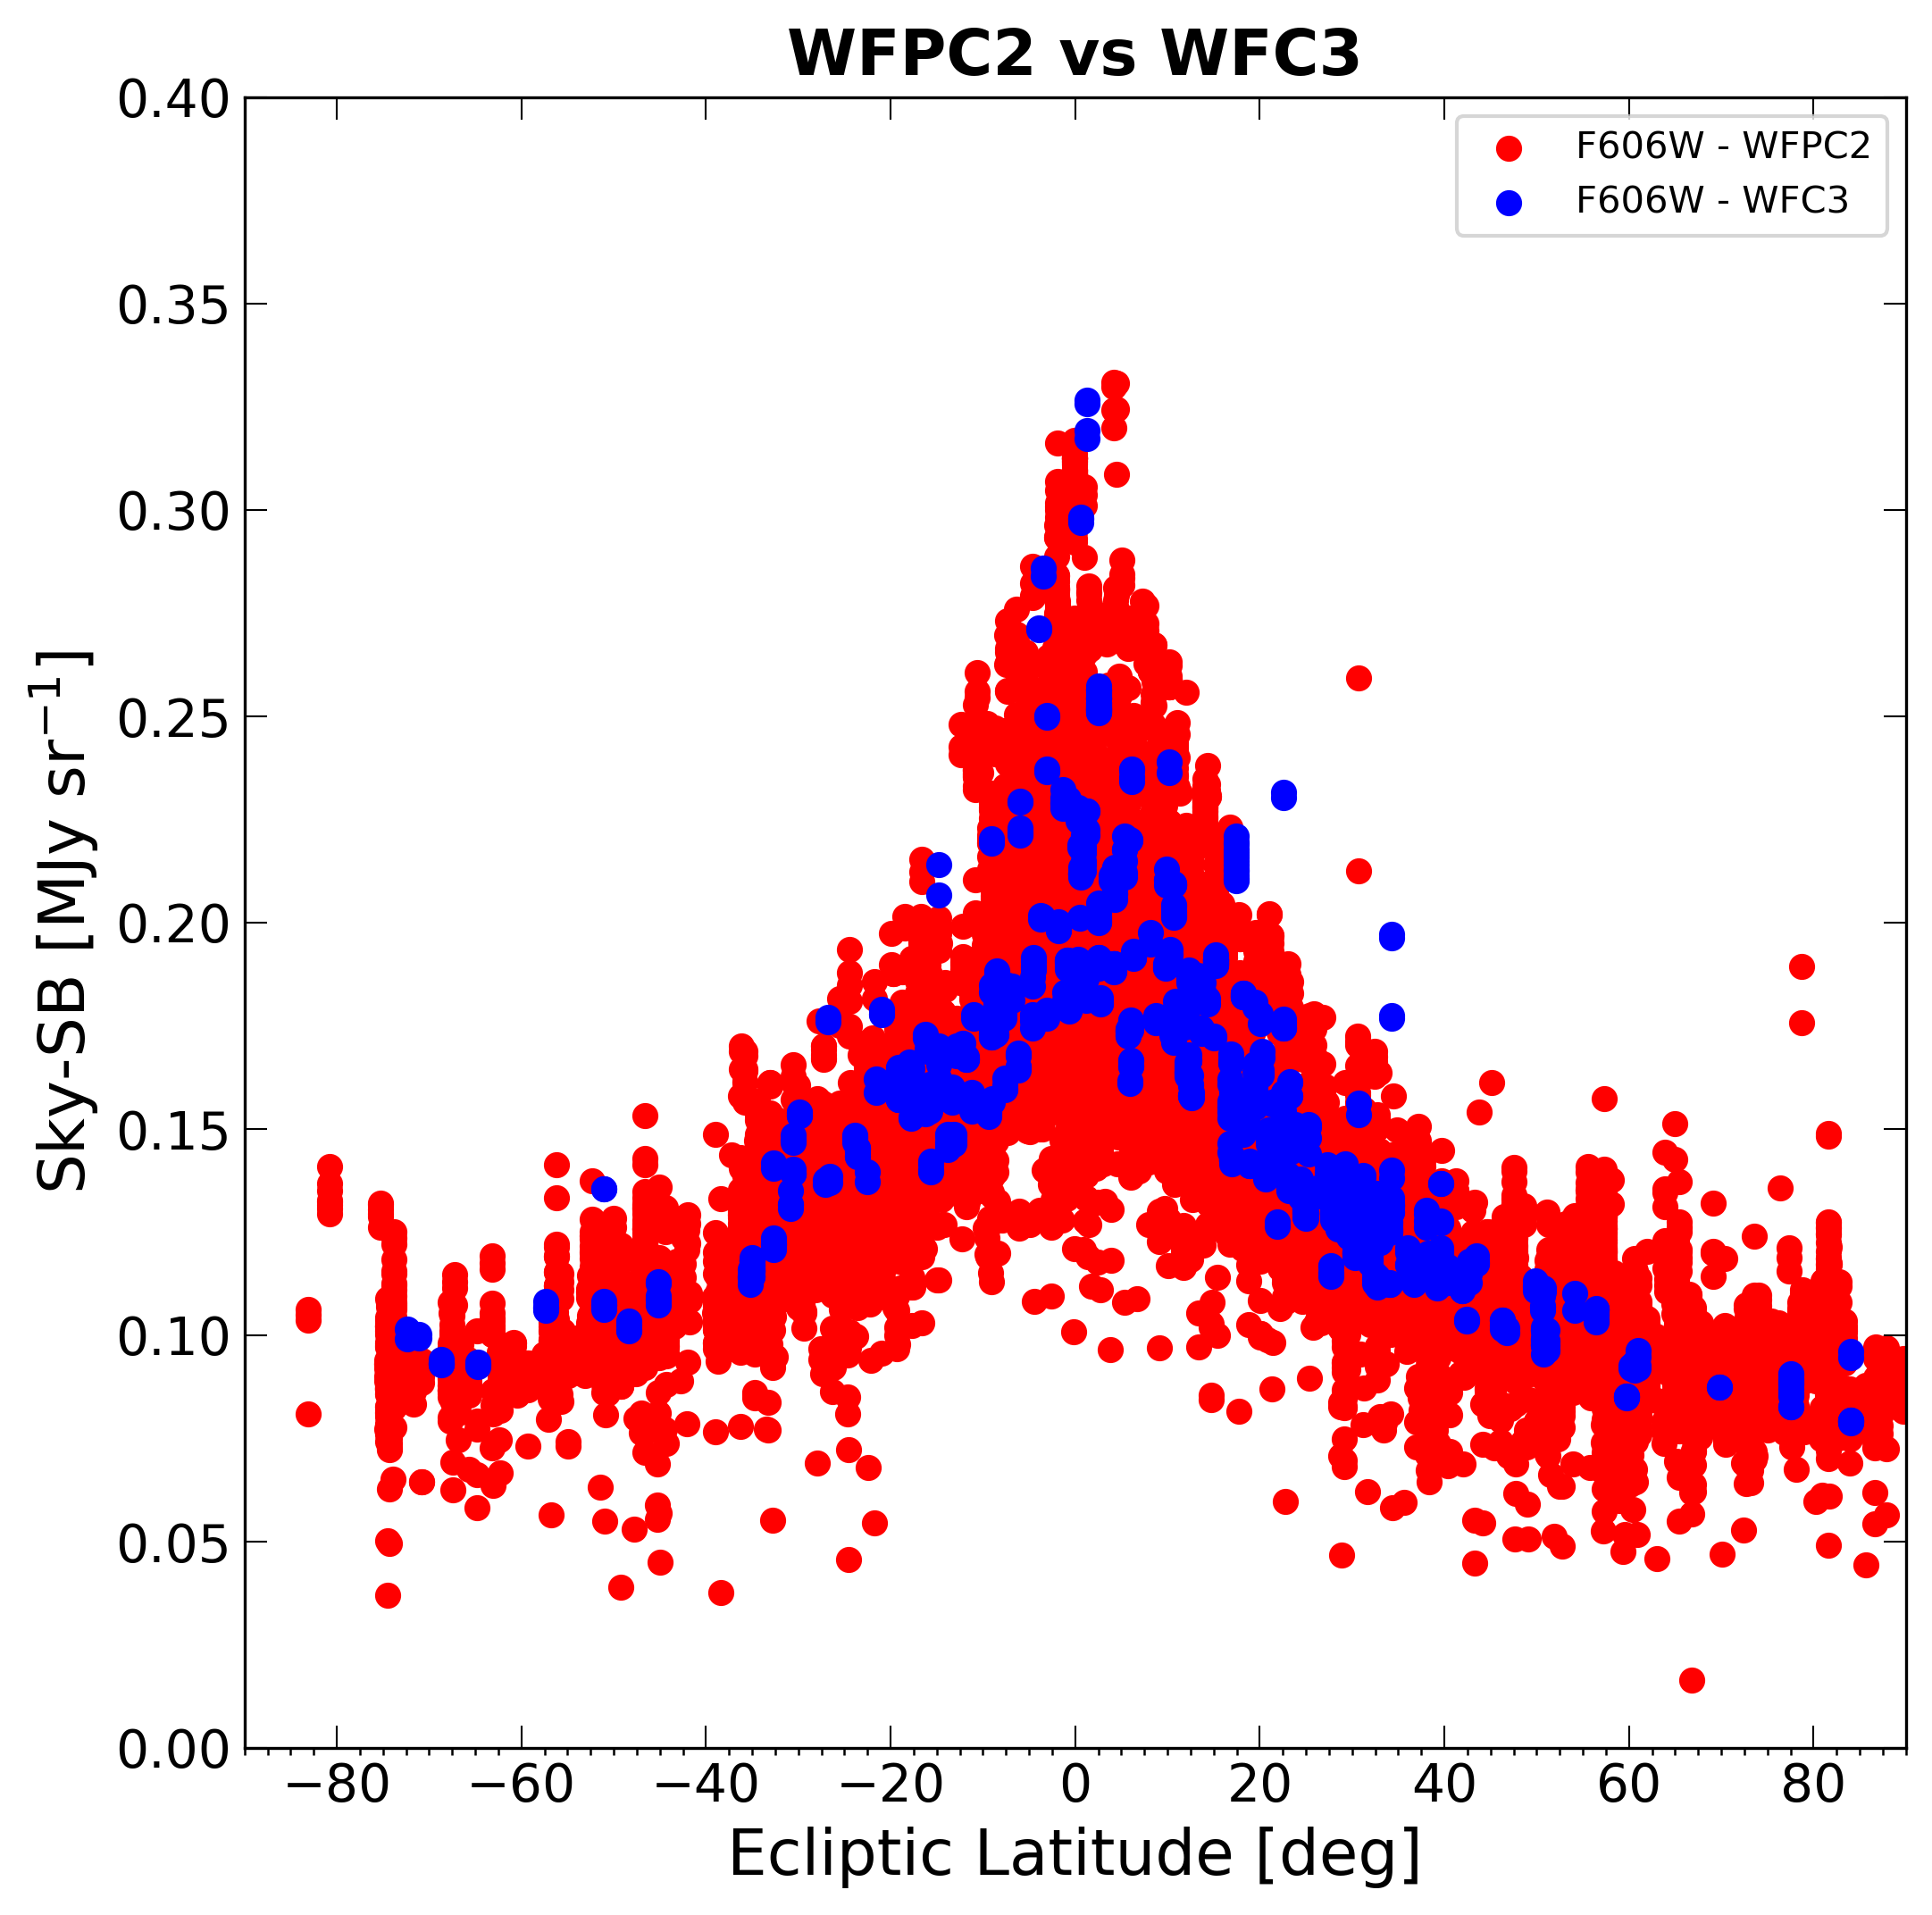 WFPC2 vs WFC3
0.40
0.35
0.30
0.25
0.20
0.15
0.10
0.05
0.00
Sky-SB [MJy sr⁻¹]
F606W - WFPC2
F606W - WFC3
−80 −60 −40 −20 0 20 40 60 80
Ecliptic Latitude [deg]